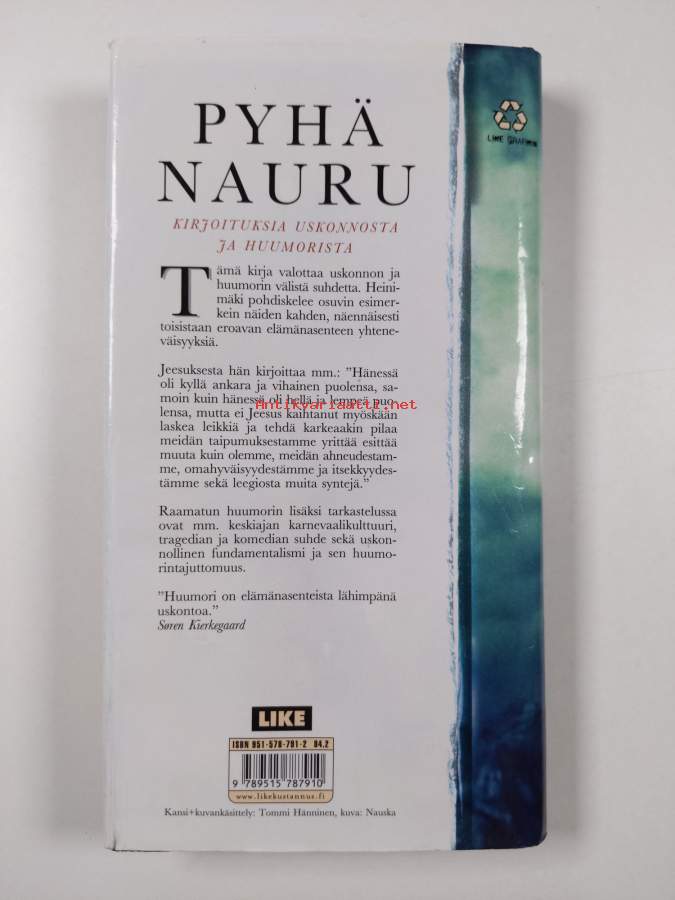 PYHÄ
NAURU
KIRJOITUKSIA USKONNOSTA
JA HUUMORISTA
Tämä kirja valottaa uskonnon ja
huumorin välistä suhdetta. Heini-
mäki pohdiskelee osuvin esimer-
kein näiden kahden, näennäisesti
toisistaan eroavan elämänasenteen yhtene-
väisyyksiä.
Jeesuksesta hän kirjoittaa mm.: ”Hänessä
oli kyllä ankara ja vihainen puolensa, sa-
moin kuin hänessä oli hellä ja lempeä puo-
lensa, mutta ei Jeesus kaihtanut myöskään
laskea leikkiä ja tehdä karkeaakin pilaa
meidän taipumuksestamme yrittää esittää
muuta kuin olemme, meidän ahneudestam-
me, omahyväisyydestämme ja itsekkyydes-
tämme sekä leegiosta muita syntejä.”
Raamatun huumorin lisäksi tarkastelussa
ovat mm. keskiajan karnevaalikulttuuri,
tragedian ja komedian suhde sekä uskon-
nollinen fundamentalismi ja sen huumo-
rintajuttomuus.
”Huumori on elämänasenteista lähimpänä
uskontoa.”
Søren Kierkegaard
LIKE
ISBN 951-578-791-2 84.2
9 789515 787910
www.likekustannus.fi
Kansi+kuvankäsittely: Tommi Hänninen, kuva: Nauska
Antikvariaatti.net
LIKE